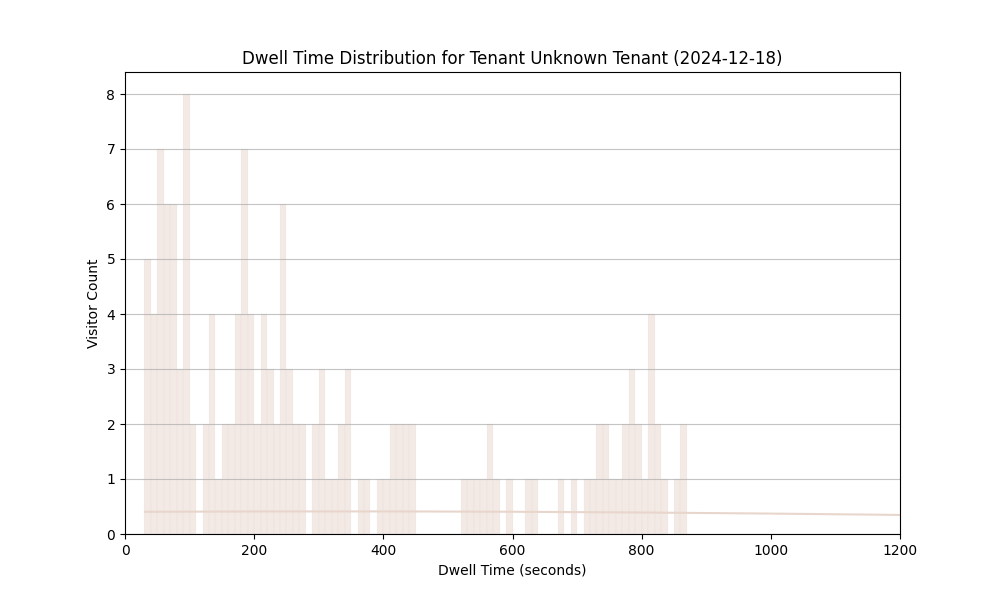 Dwell Time Distribution for Tenant Unknown Tenant (2024-12-18)
Visitor Count
8
7
6
5
4
3
2
1
0
0 200 400 600 800 1000 1200
Dwell Time (seconds)